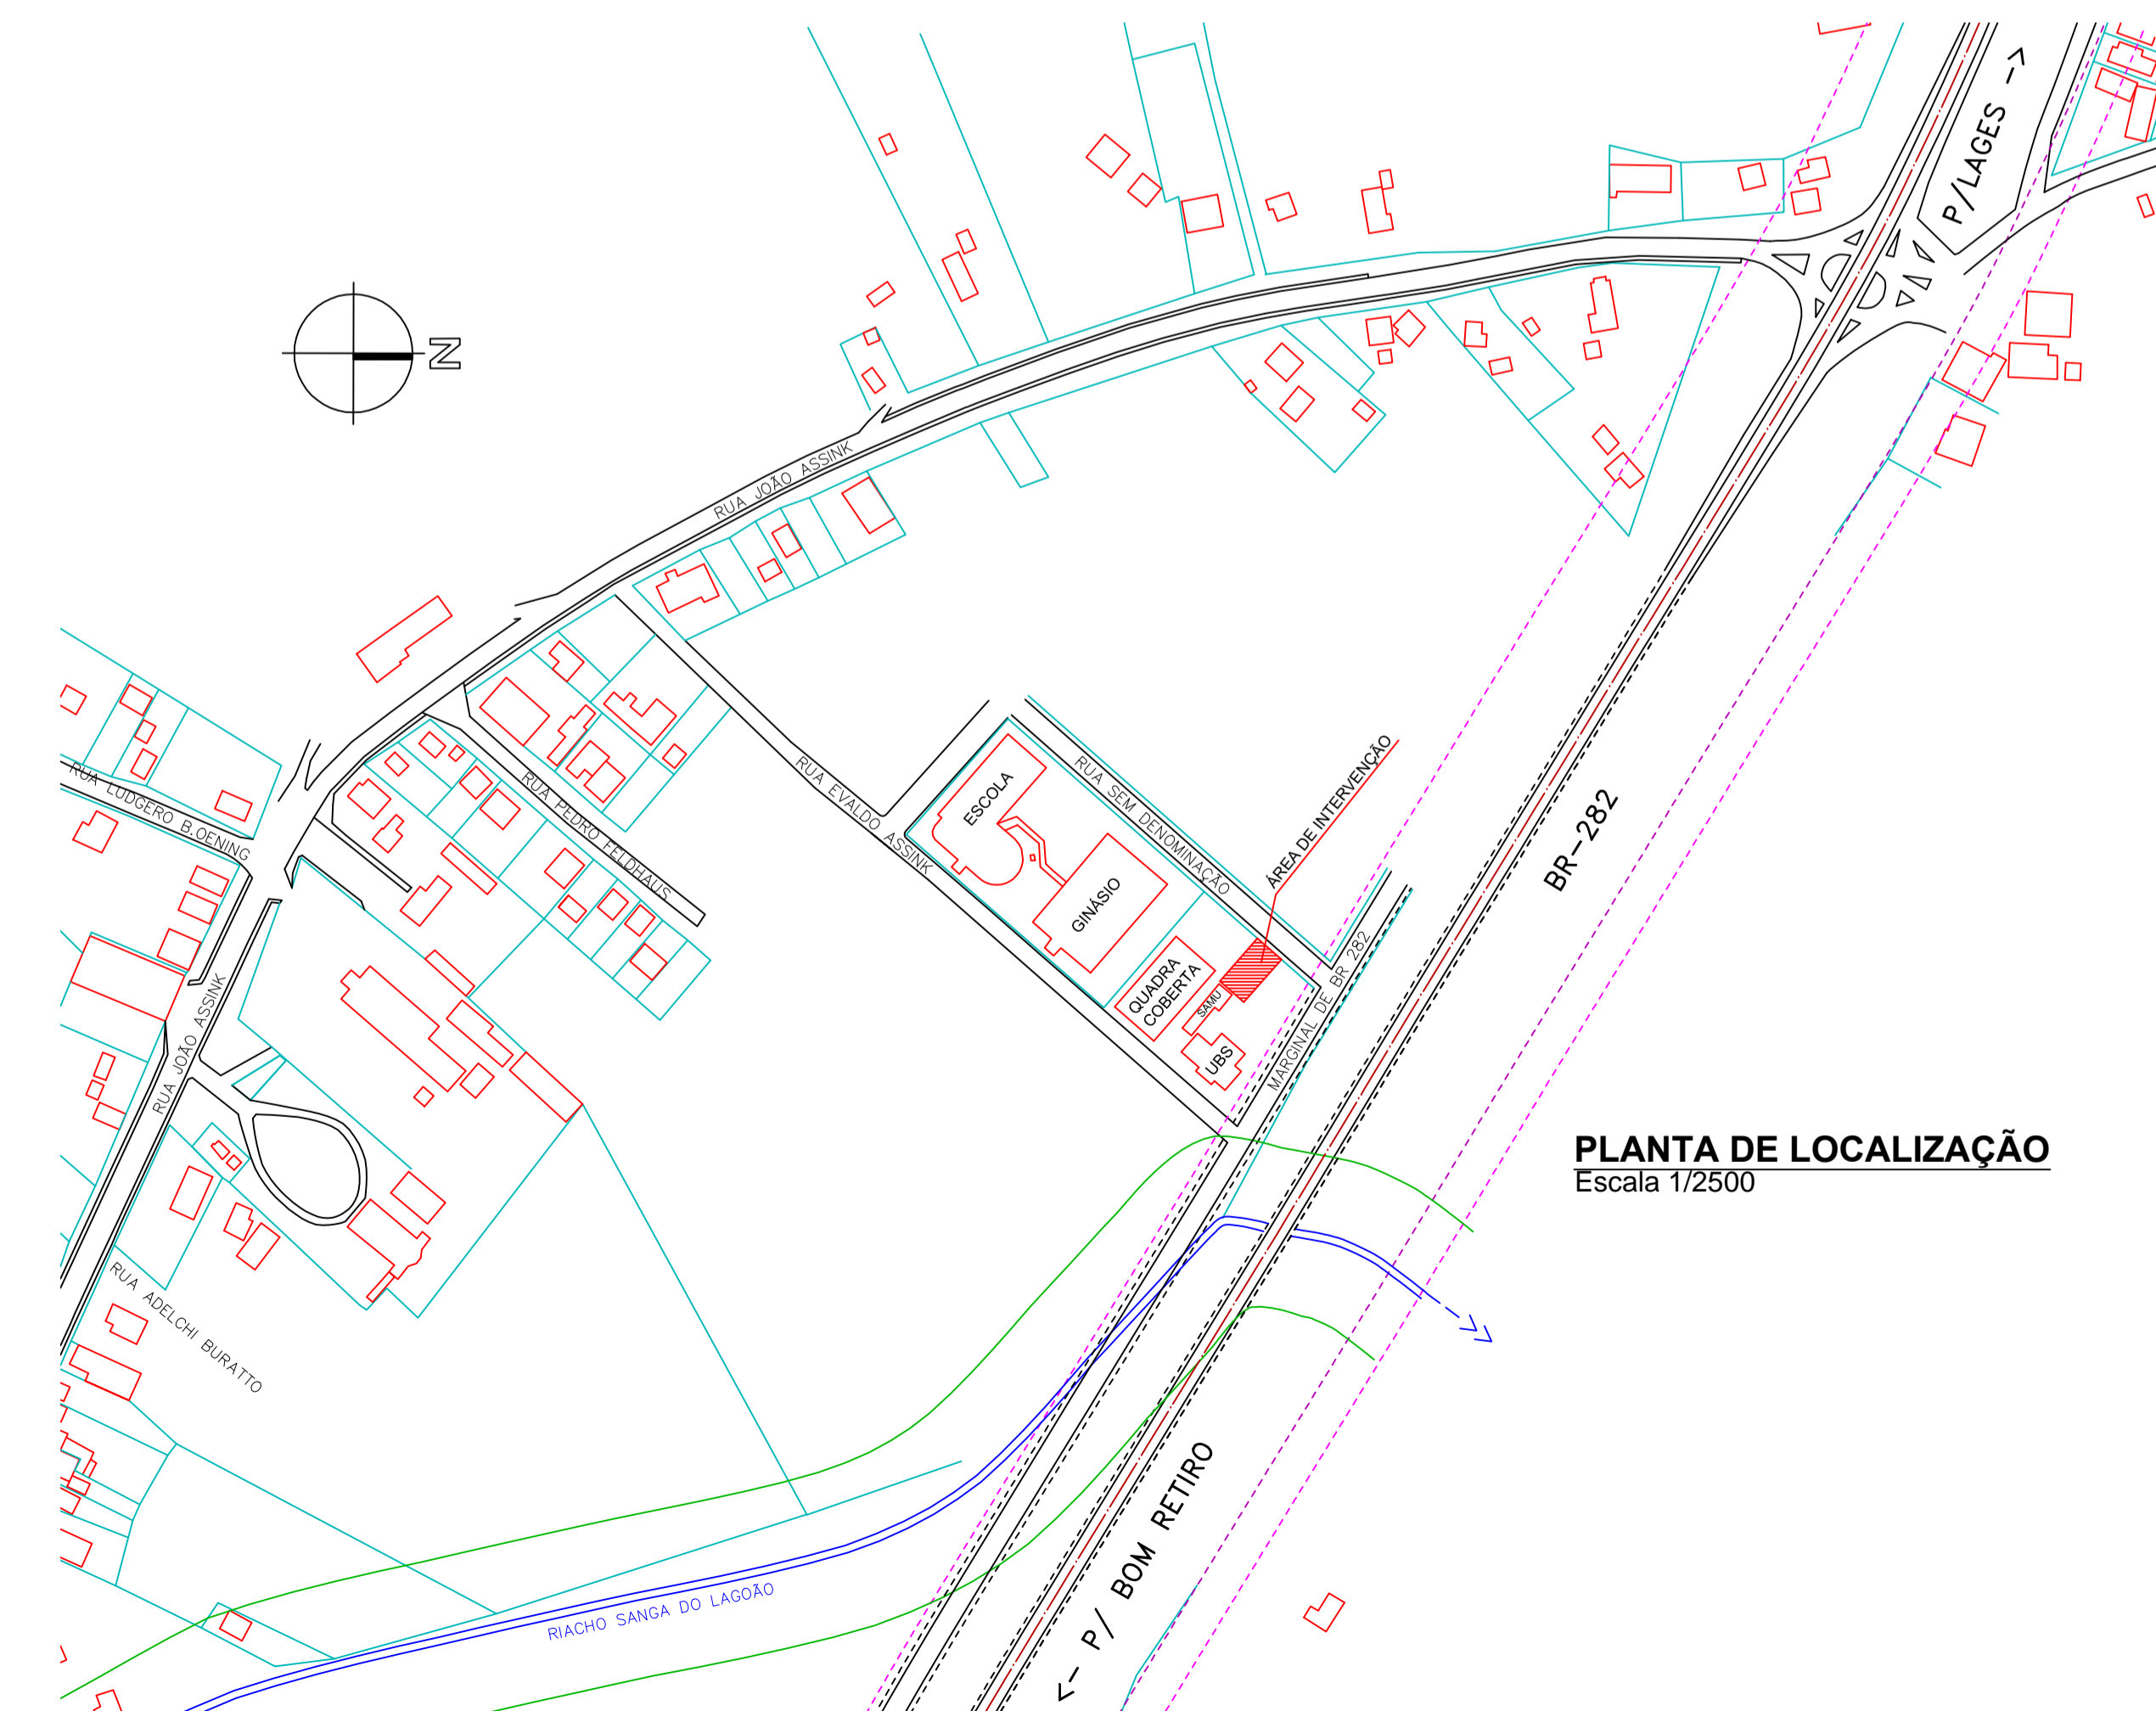 P/LAGES ->
N
RUA JOÃO ASSINK
RUA LUDGERO B.OENING
RUA PEDRO FELDHAUS
RUA EVALDO ASSINK
ESCOLA
RUA SEM DENOMINAÇÃO
ÁREA DE INTERVENÇÃO
BR-282
GINÁSIO
QUADRA
COBERTA
SAMU
UBS
MARGINAL DE BR 282
RUA JOÃO ASSINK
PLANTA DE LOCALIZAÇÃO
Escala 1/2500
RUA ADELCHI BURATTO
RIACHO SANGA DO LAGOÃO
<- P/ BOM RETIRO